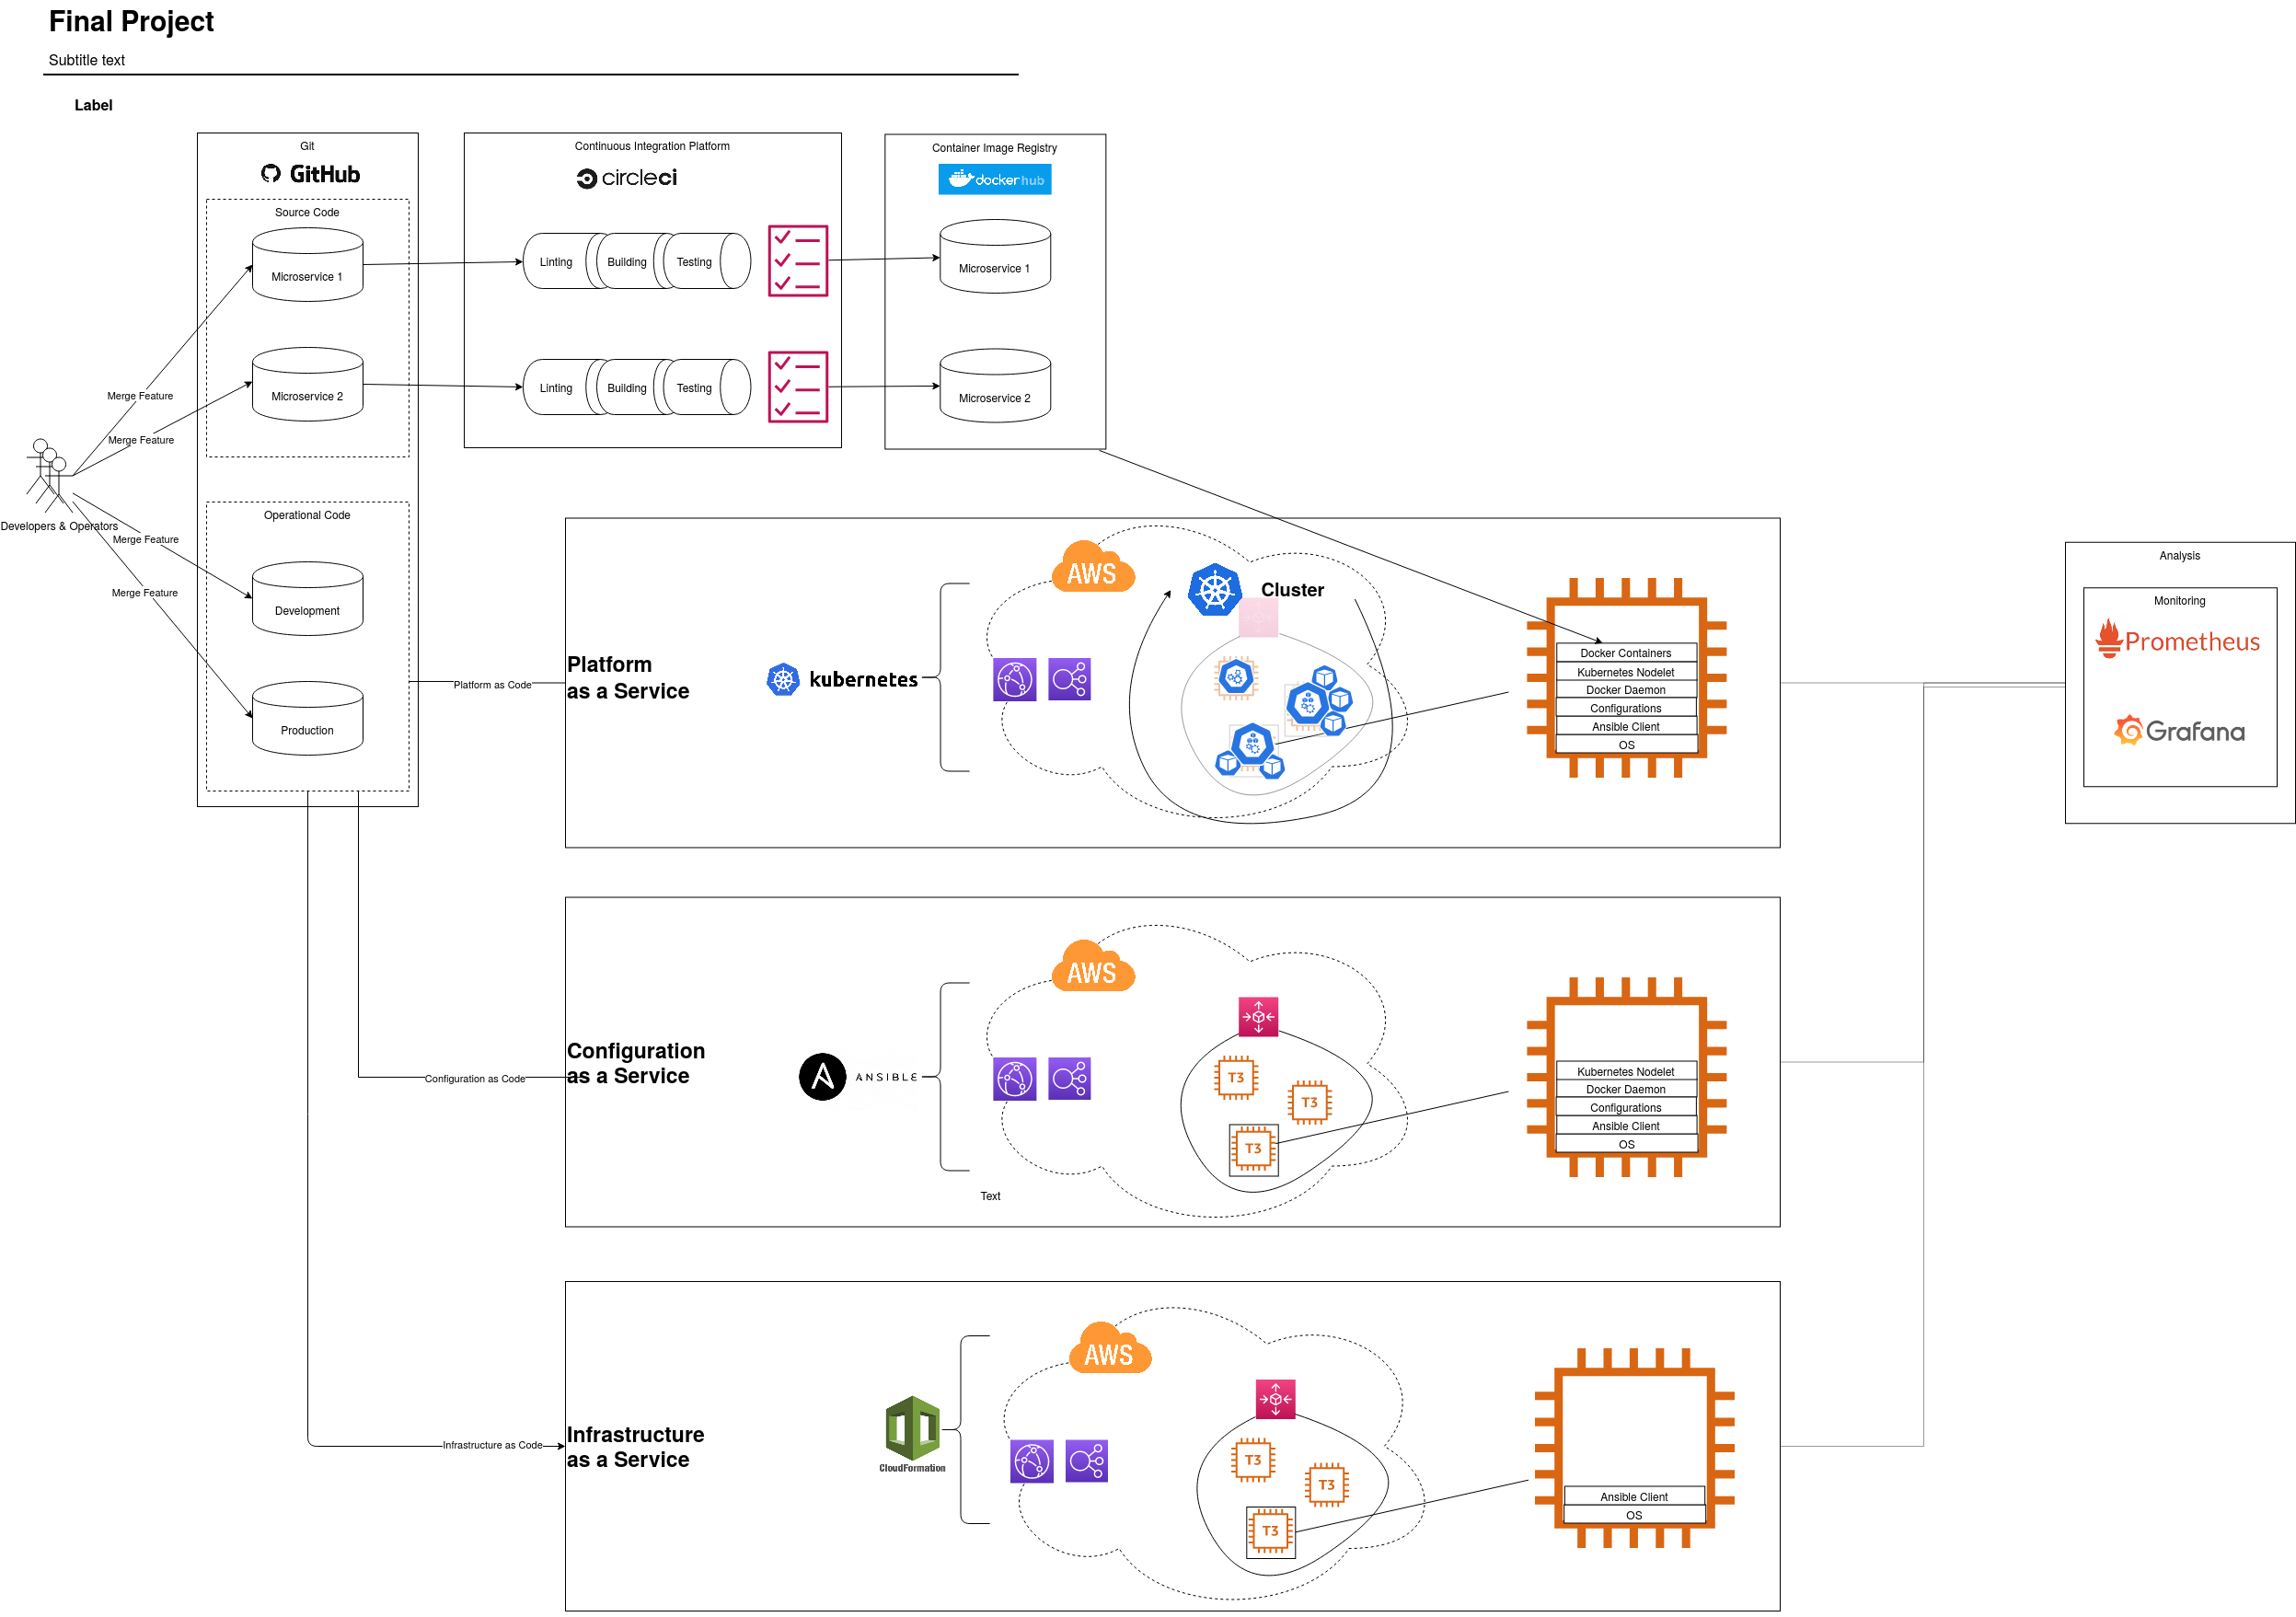 Final Project
Subtitle text
Label
Git
GitHub
Source Code
Microservice 1
Microservice 2
Continuous Integration Platform
circleci
Linting
Building
Testing
Linting
Building
Testing
Container Image Registry
docker hub
Microservice 1
Microservice 2
Merge Feature
Merge Feature
Developers & Operators
Merge Feature
Merge Feature
Operational Code
Development
Production
Platform as Code
Platform
as a Service
kubernetes
AWS
Cluster
Docker Containers
Kubernetes Nodelet
Docker Daemon
Configurations
Ansible Client
OS
Analysis
Monitoring
Prometheus
Grafana
Configuration as Code
Configuration
as a Service
ANSIBLE
AWS
T3
T3
T3
Text
Kubernetes Nodelet
Docker Daemon
Configurations
Ansible Client
OS
Infrastructure as Code
Infrastructure
as a Service
CloudFormation
AWS
T3
T3
T3
Ansible Client
OS